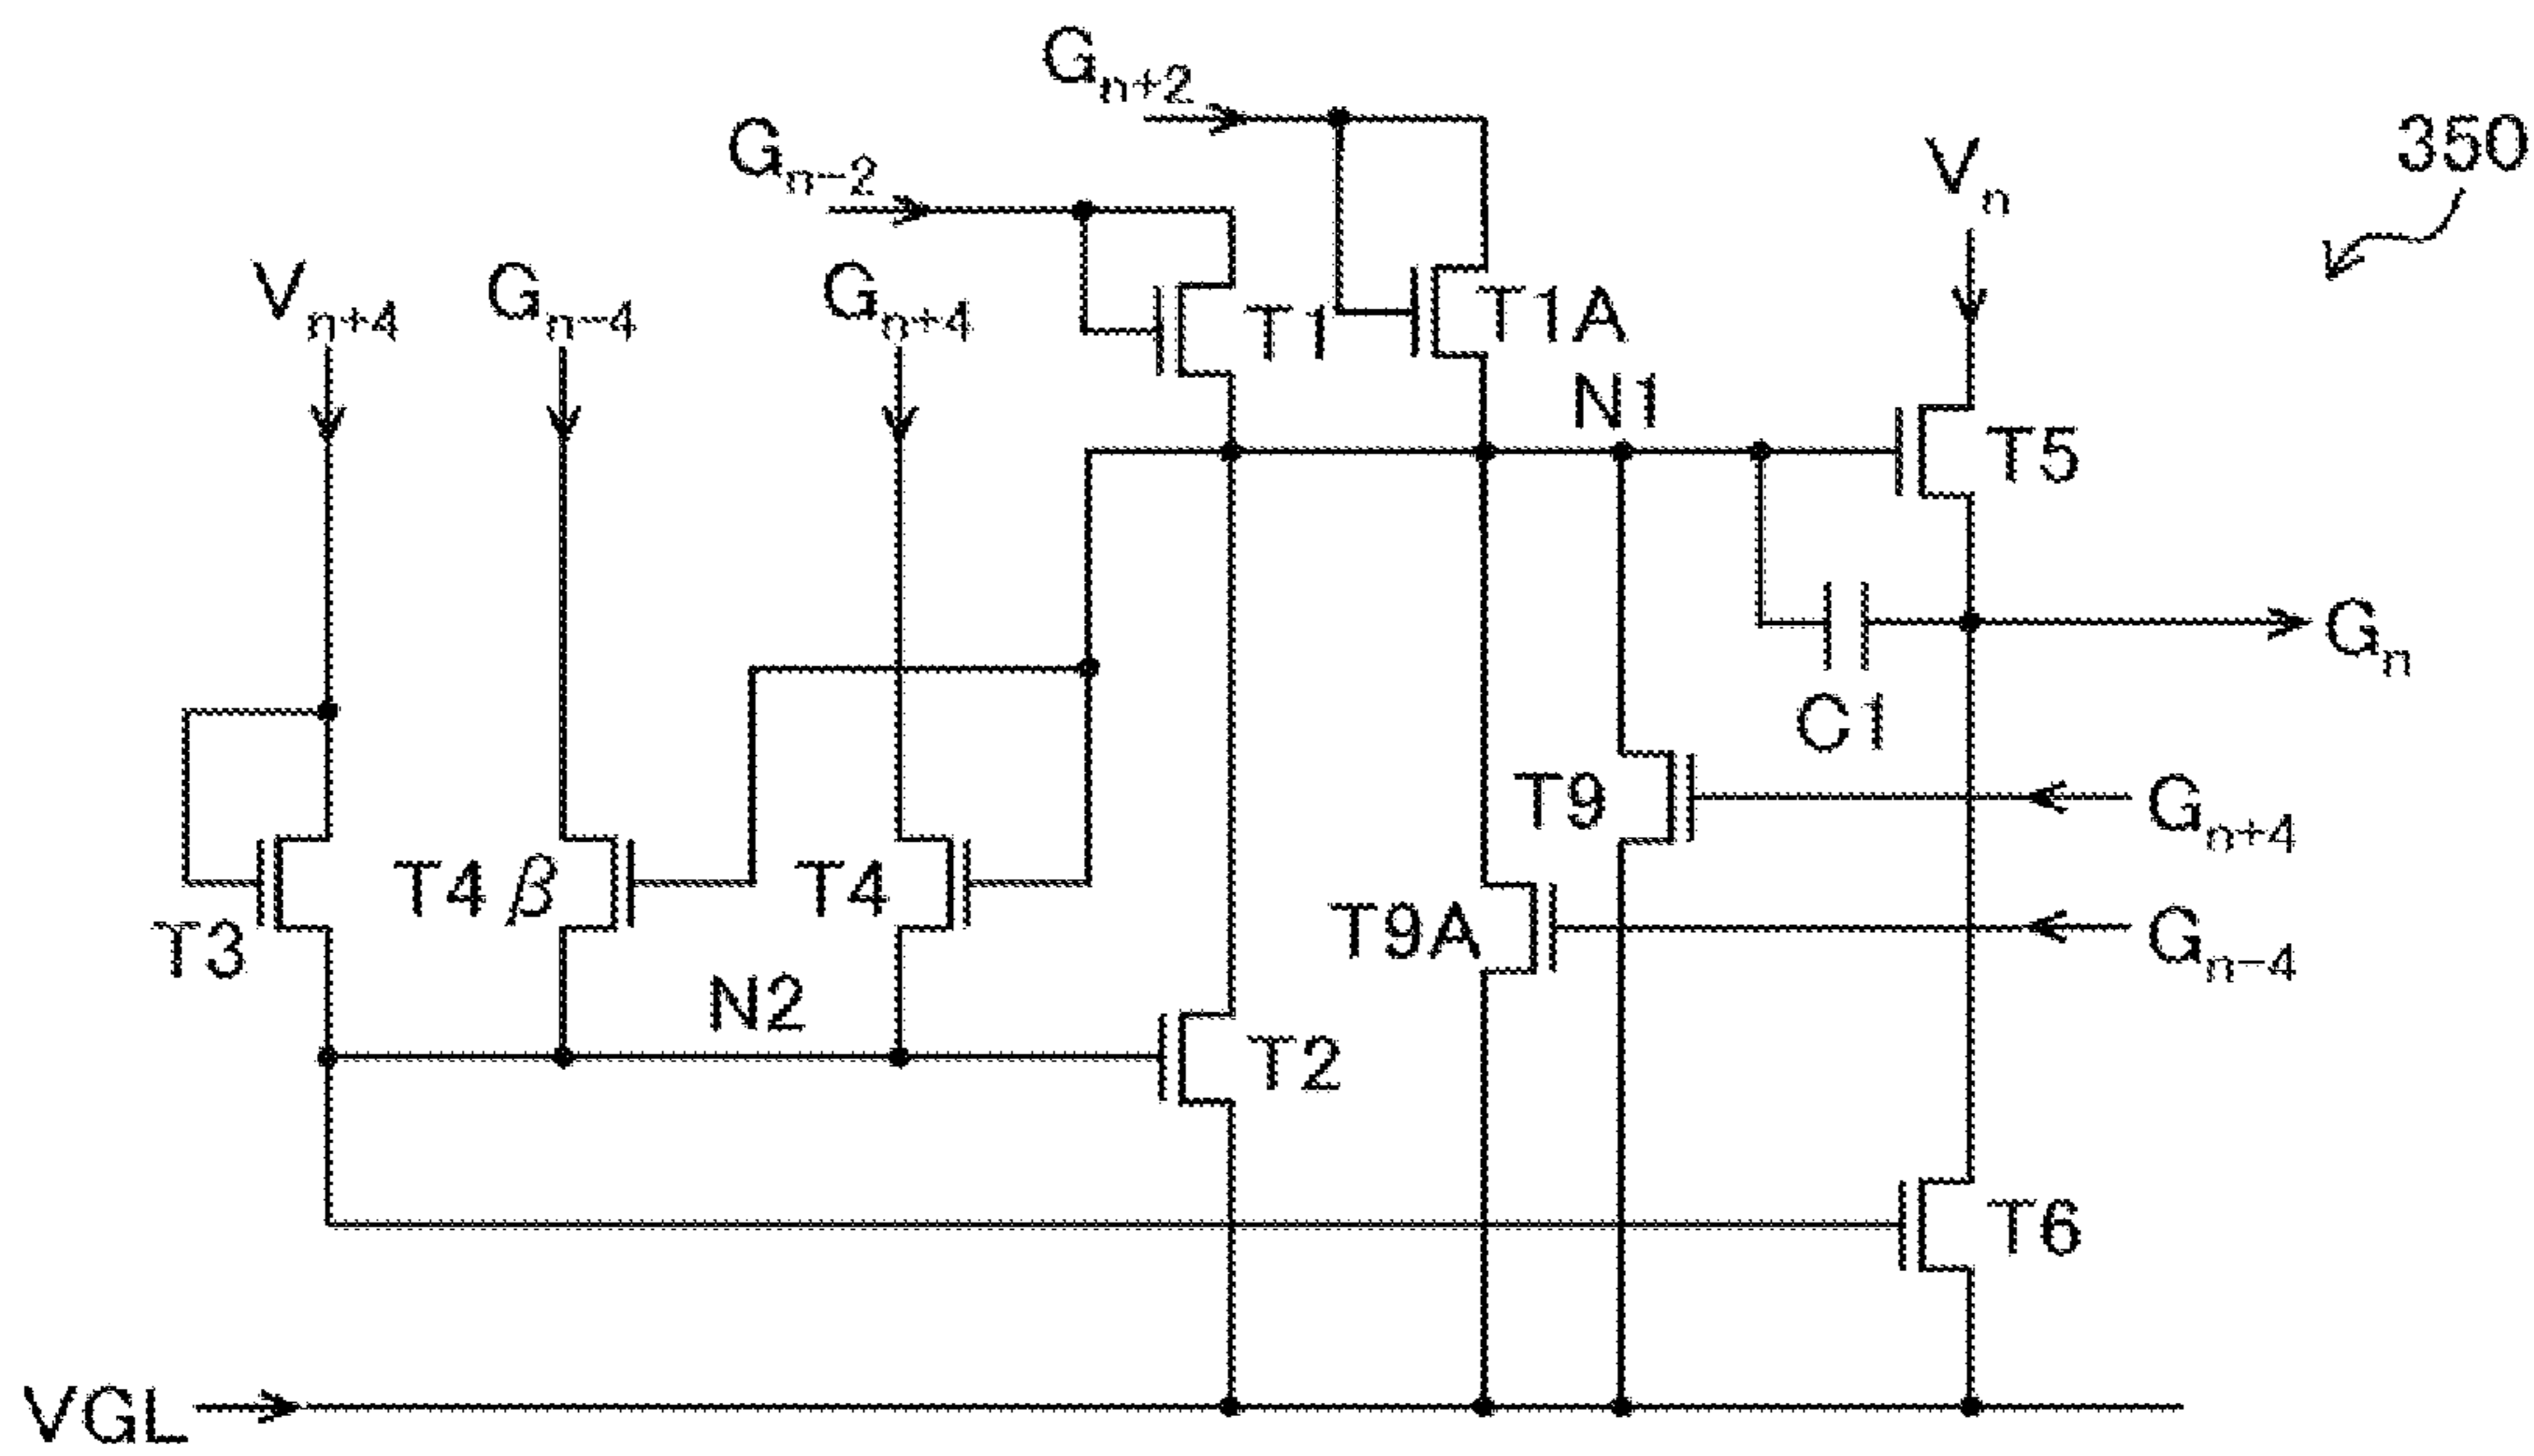 G_{n+2}
G_{n-2}
V_n
350
V_{n+4}
G_{n-4}
G_{n+4}
T1
T1A
N1
T5
G_n
C1
T9
G_{n+4}
T4β
T4
T3
T9A
G_{n-4}
N2
T2
T6
VGL